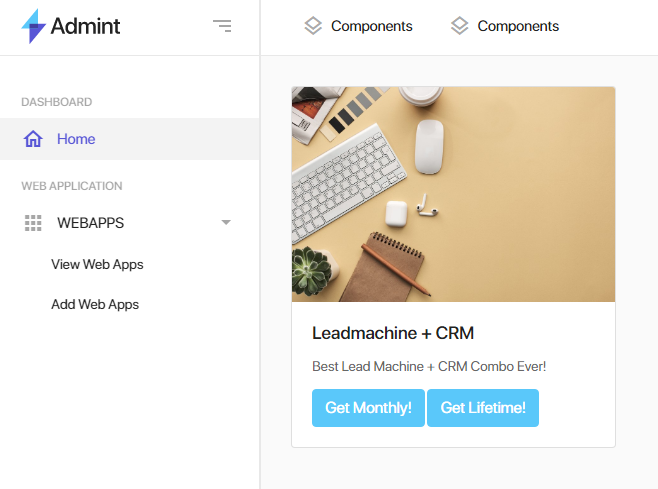 Admint
Components
Components
DASHBOARD
Home
WEB APPLICATION
WEBAPPS
View Web Apps
Add Web Apps
Leadmachine + CRM
Best Lead Machine + CRM Combo Ever!
Get Monthly!
Get Lifetime!